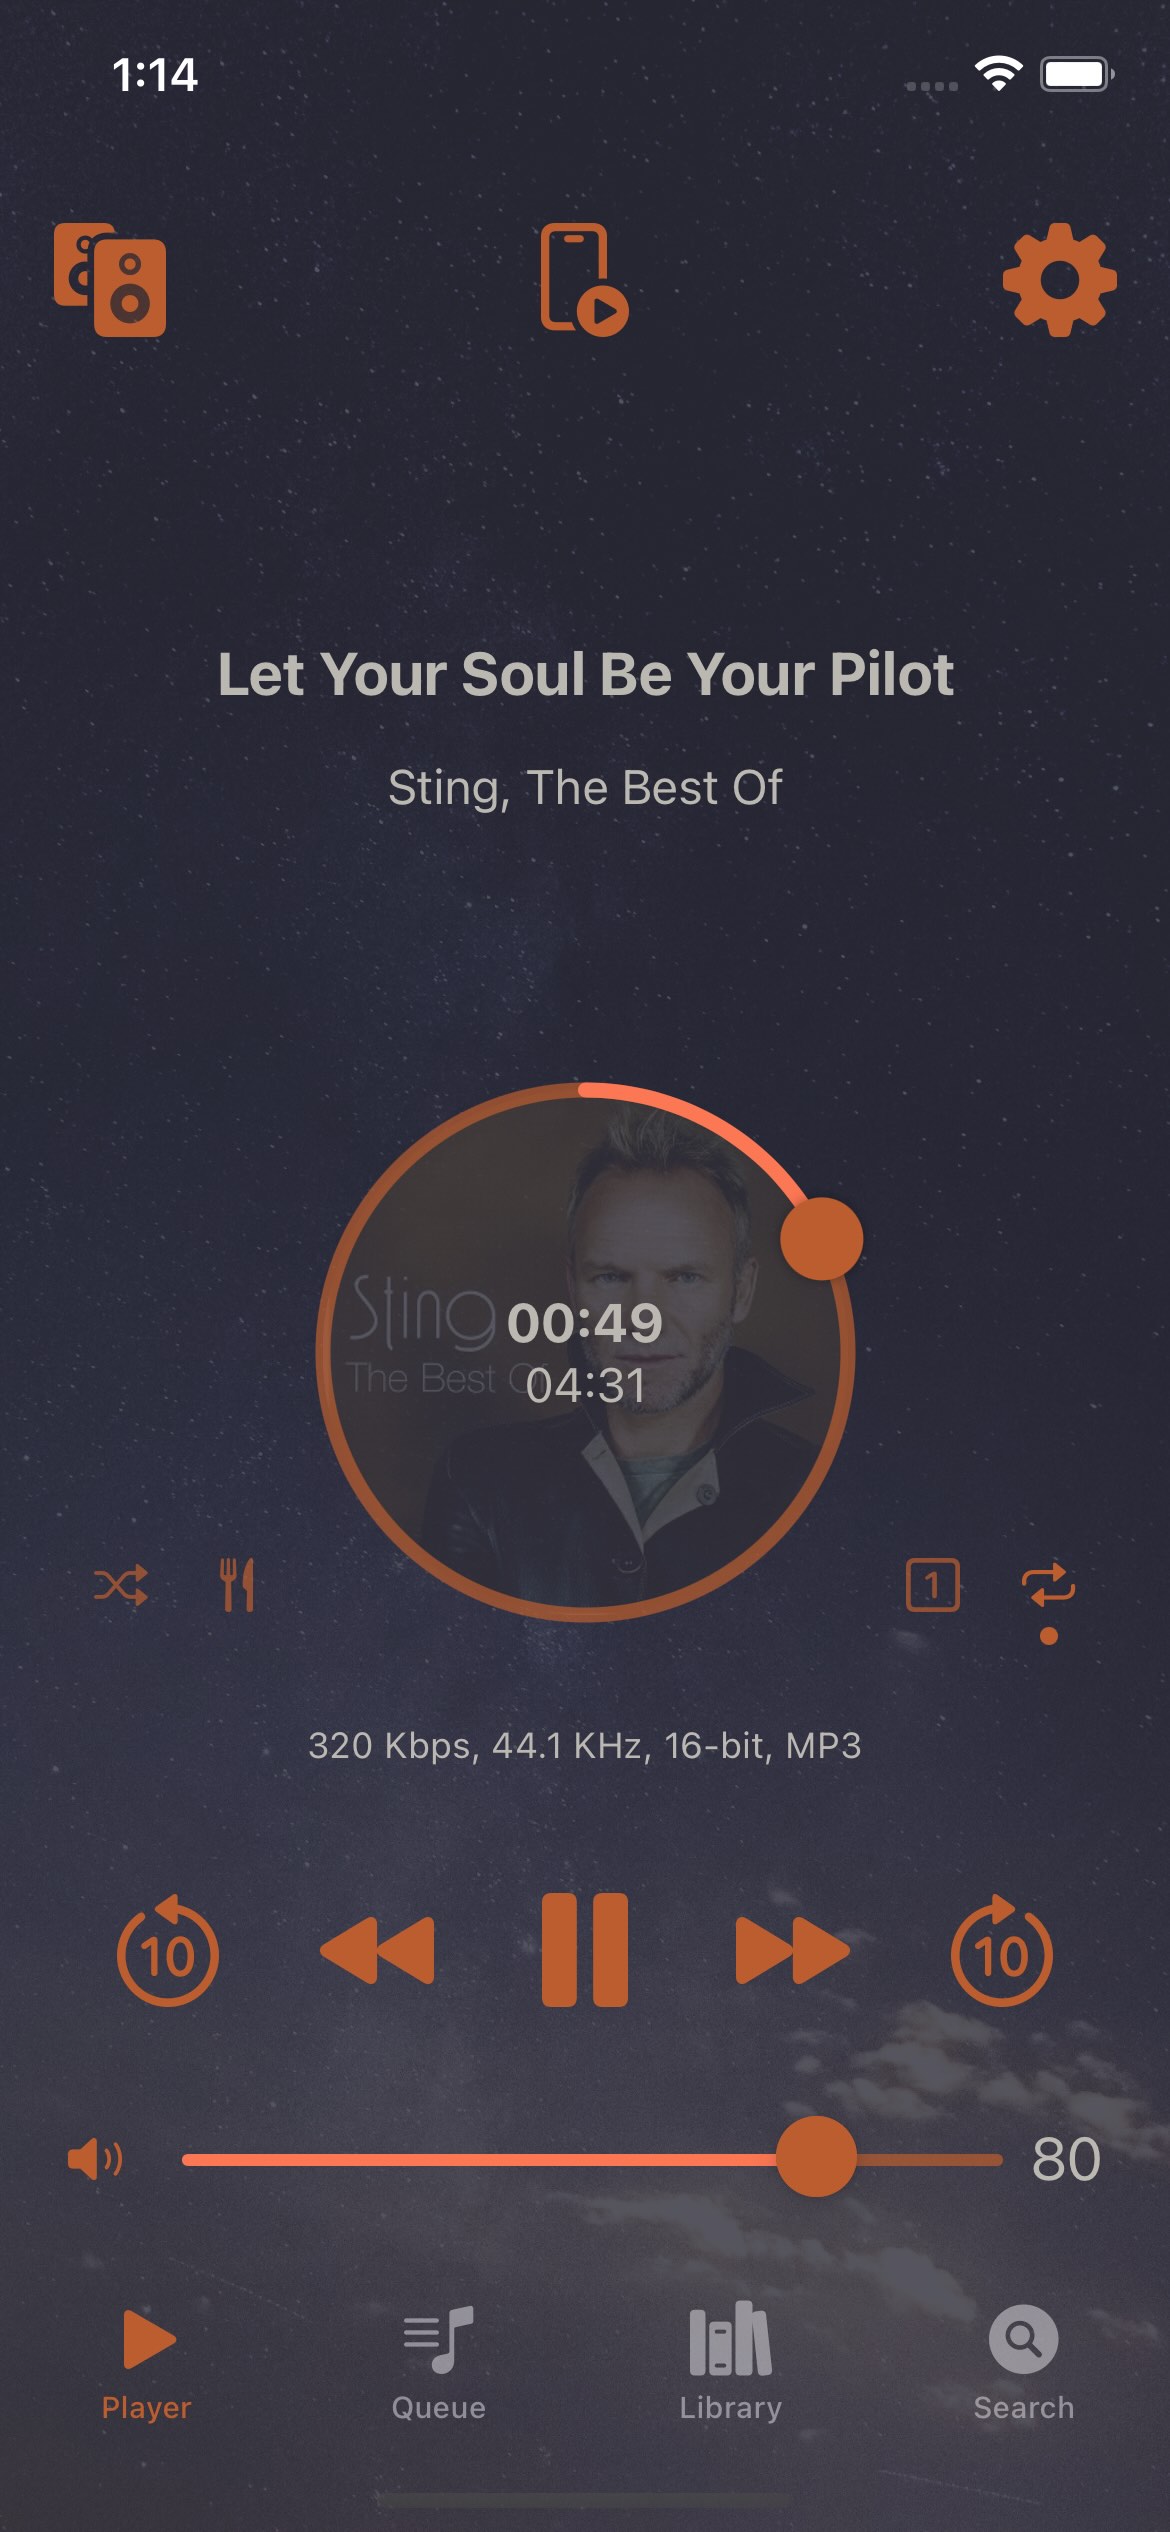 1:14
Let Your Soul Be Your Pilot
Sting, The Best Of
Sting
The Best Of
00:49
04:31
1
320 Kbps, 44.1 KHz, 16-bit, MP3
10
10
80
Player
Queue
Library
Search